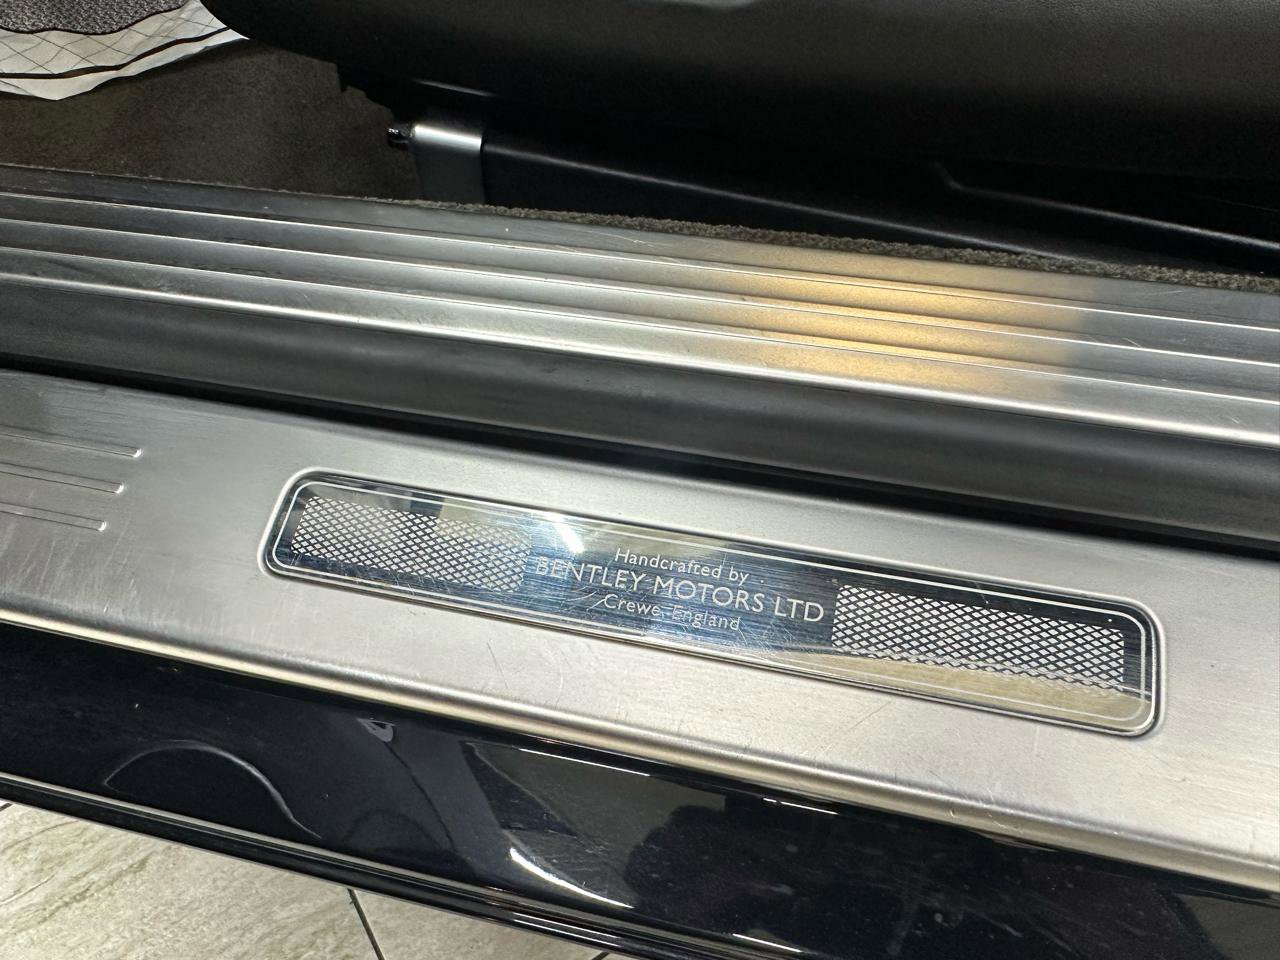 Handcrafted by
BENTLEY MOTORS LTD
Crewe, England